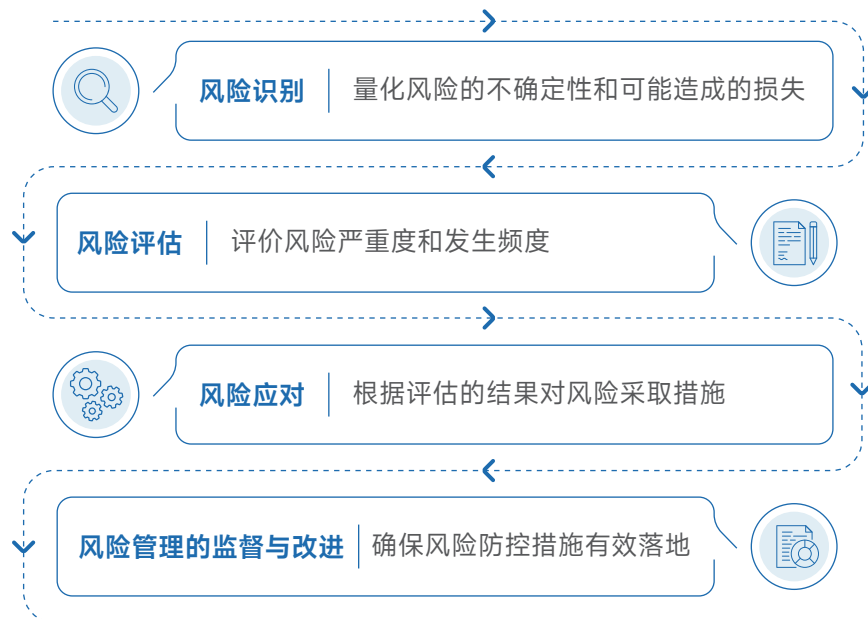 风险识别 量化风险的不确定性和可能造成的损失
风险评估 评价风险严重度和发生频度
风险应对 根据评估的结果对风险采取措施
风险管理的监督与改进 确保风险防控措施有效落地